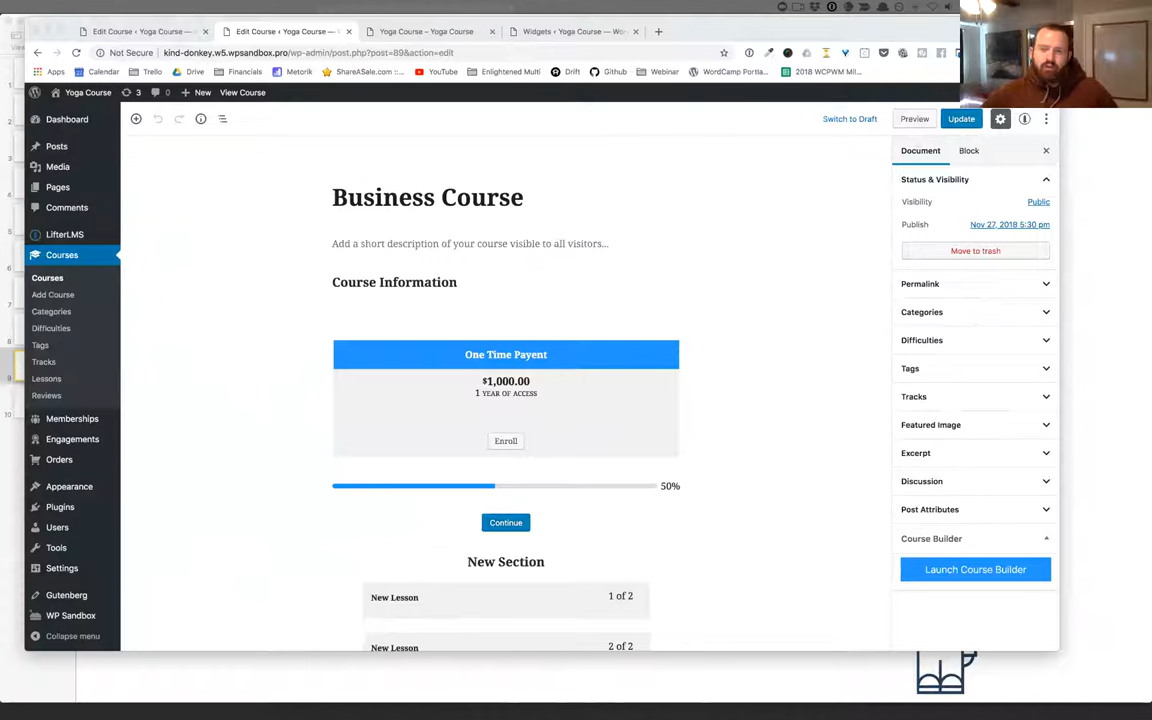 Edit Course ‹ Yoga Course —
Edit Course ‹ Yoga Course —
Yoga Course – Yoga Course
Widgets ‹ Yoga Course — Wo
Not Secure
kind-donkey.w5.wpsandbox.pro/wp-admin/post.php?post=89&action=edit
Apps
Calendar
Trello
Drive
Financials
Metorik
ShareASale.com ::...
YouTube
Enlightened Multi
Drift
Github
Webinar
WordCamp Portla...
2018 WCPWM Mil...
Yoga Course
3
0
New
View Course
Dashboard
Posts
Media
Pages
Comments
LifterLMS
Courses
Courses
Add Course
Categories
Difficulties
Tags
Tracks
Lessons
Reviews
Memberships
Engagements
Orders
Appearance
Plugins
Users
Tools
Settings
Gutenberg
WP Sandbox
Collapse menu
Switch to Draft
Preview
Update
Business Course
Add a short description of your course visible to all visitors...
Course Information
One Time Payent
$1,000.00
1 YEAR OF ACCESS
Enroll
50%
Continue
New Section
New Lesson
1 of 2
New Lesson
2 of 2
Document
Block
Status & Visibility
Visibility
Public
Publish
Nov 27, 2018 5:30 pm
Move to trash
Permalink
Categories
Difficulties
Tags
Tracks
Featured Image
Excerpt
Discussion
Post Attributes
Course Builder
Launch Course Builder